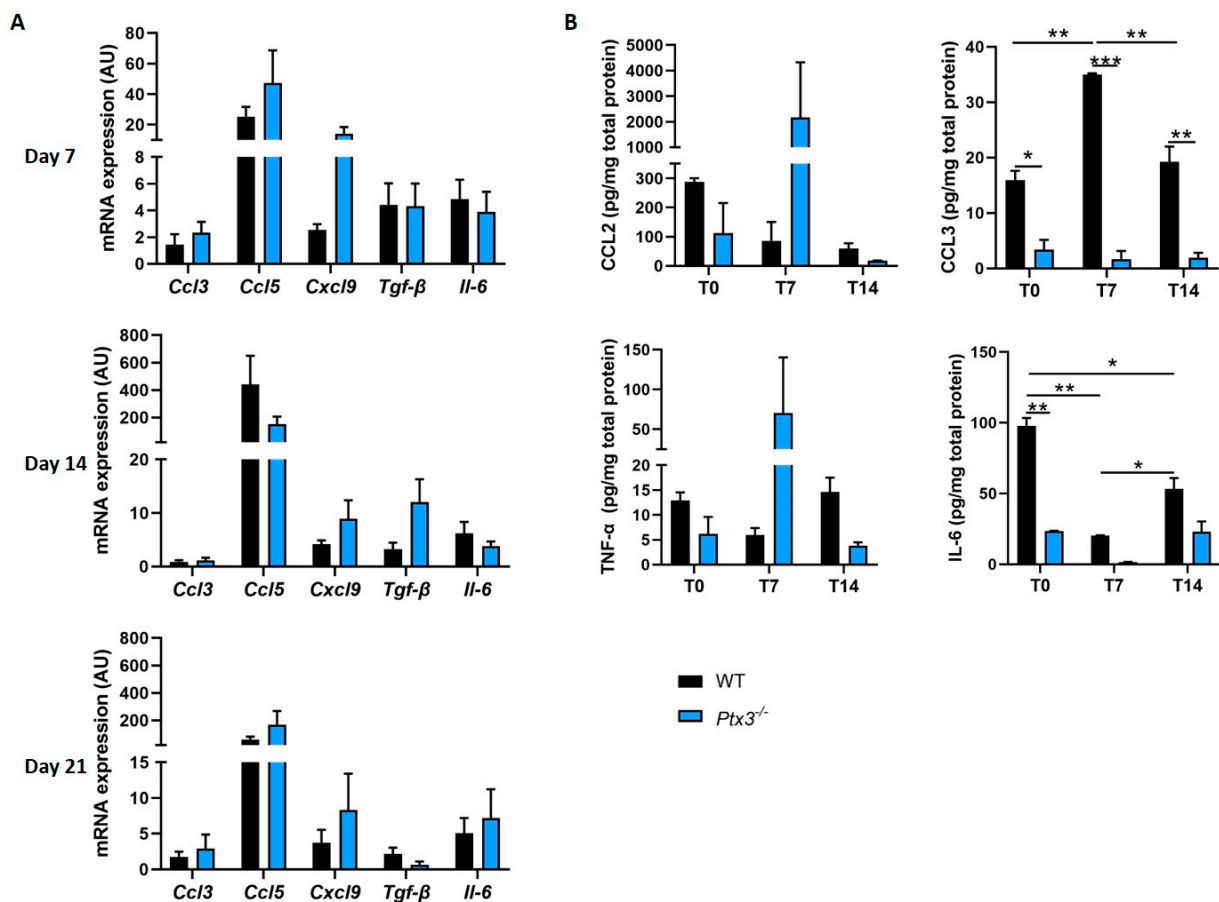 A
Day 7
mRNA expression (AU)
80
60
40
20
8
6
4
2
0
Ccl3 Ccl5 Cxcl9 Tgf-β Il-6
Day 14
mRNA expression (AU)
800
600
400
200
20
10
0
Ccl3 Ccl5 Cxcl9 Tgf-β Il-6
Day 21
mRNA expression (AU)
800
600
400
200
15
10
5
0
Ccl3 Ccl5 Cxcl9 Tgf-β Il-6
B
CCL2 (pg/mg total protein)
5000
4000
3000
2000
1000
300
200
100
0
T0 T7 T14
CCL3 (pg/mg total protein)
40
30
20
10
0
** **
***
**
*
T0 T7 T14
TNF-α (pg/mg total protein)
150
100
50
20
15
10
5
0
T0 T7 T14
IL-6 (pg/mg total protein)
150
100
50
0
*
**
**
*
T0 T7 T14
WT
Ptx3-/-